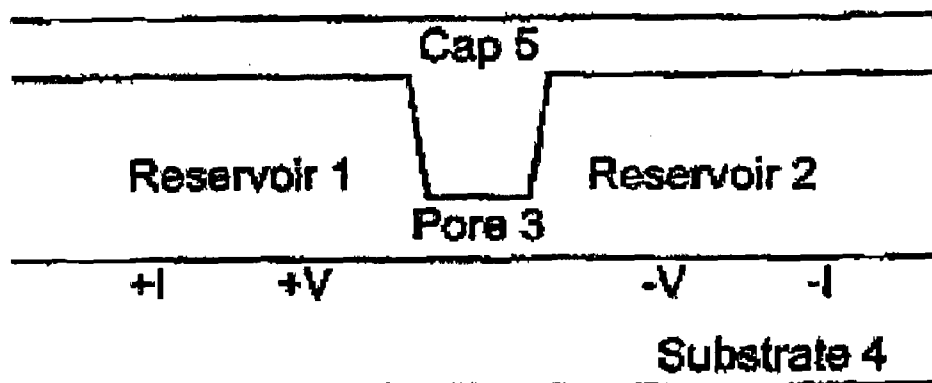 Cap 5
Reservoir 1 Reservoir 2
Pore 3
+I +V -V -I
Substrate 4